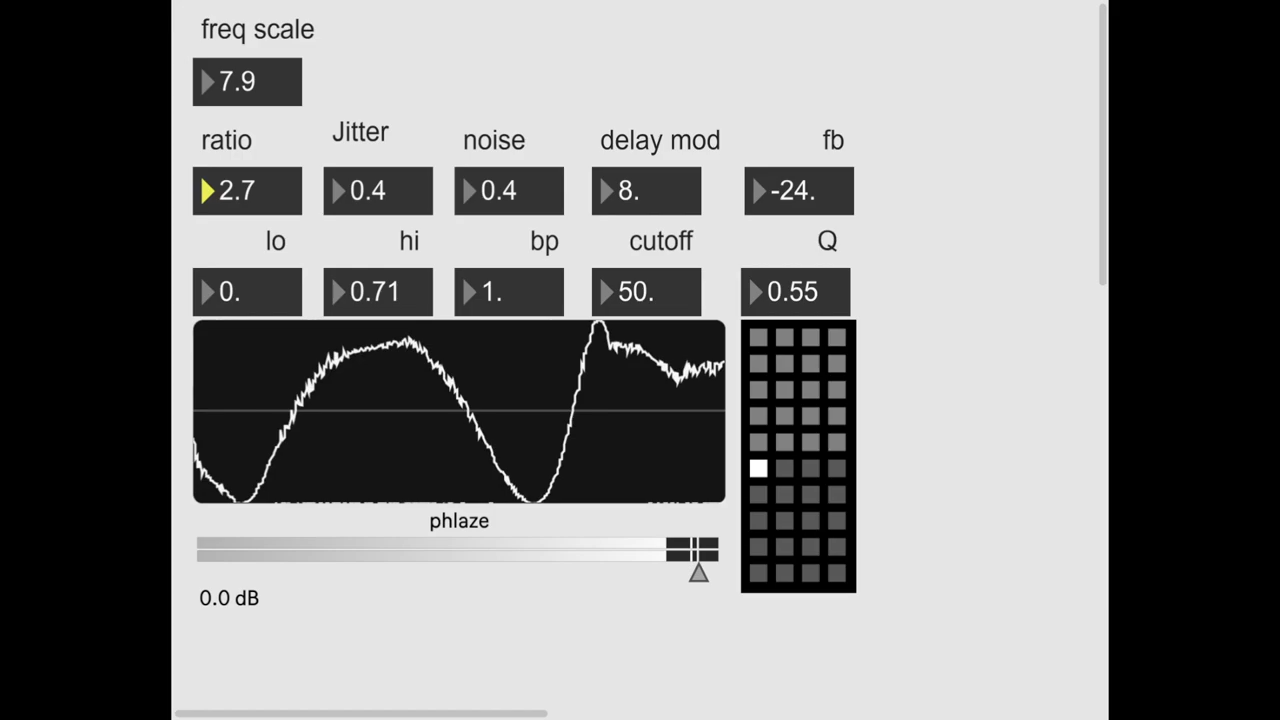 freq scale
7.9
ratio Jitter noise delay mod fb
2.7 0.4 0.4 8. -24.
lo hi bp cutoff Q
0. 0.71 1. 50. 0.55
phlaze
0.0 dB